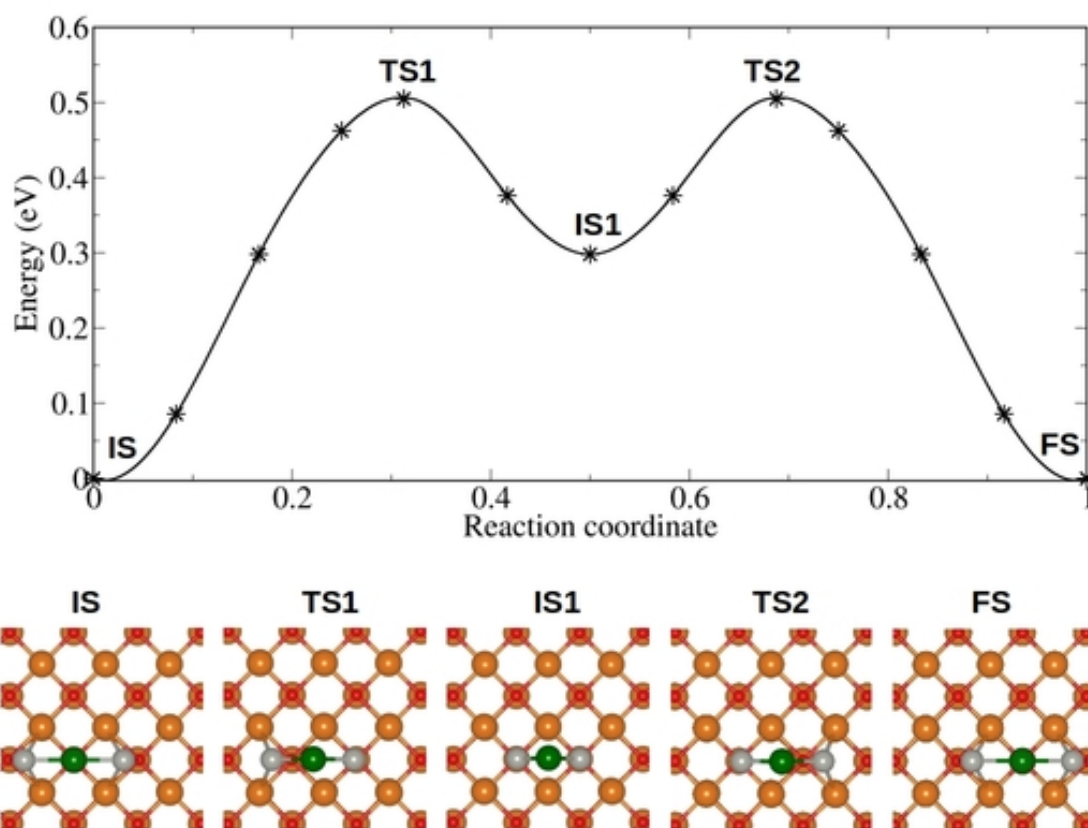 0.6
TS1
TS2
0.5
0.4
IS1
0.3
Energy (eV)
0.2
0.1
IS
FS
0
0
0.2
0.4
0.6
0.8
Reaction coordinate
IS
TS1
IS1
TS2
FS